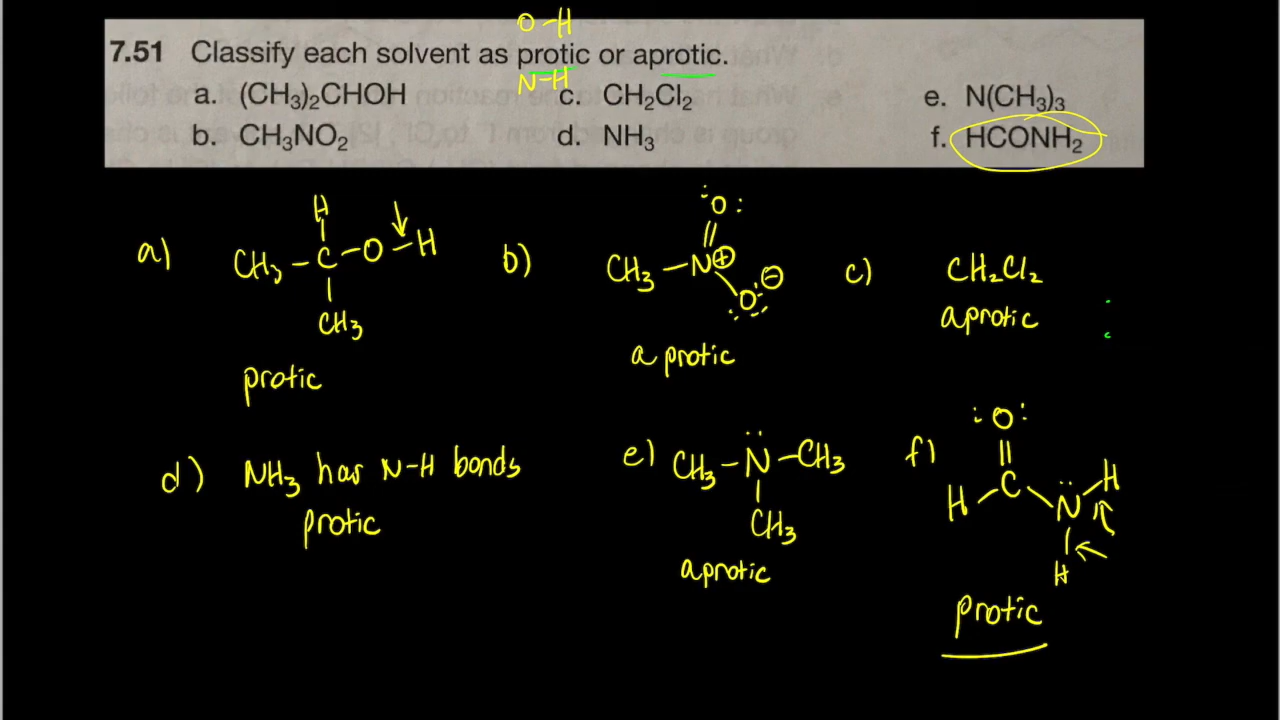 O-H
7.51 Classify each solvent as protic or aprotic.
N-H
a. (CH₃)₂CHOH c. CH₂Cl₂ e. N(CH₃)₃
b. CH₃NO₂ d. NH₃ f. HCONH₂
a) H
CH₃-C-O-H
CH₃
protic
b) :O:
CH₃-N⊕
O⊖
aprotic
c) CH₂Cl₂
aprotic
d) NH₃ has N-H bonds
protic
e) CH₃-N-CH₃
CH₃
aprotic
f) :O:
H C N H
H
protic